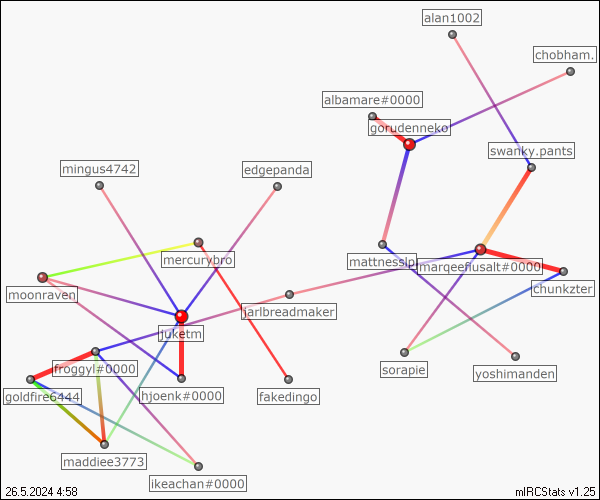 alan1002
chobham.
albamare#0000
gorudenneko
swanky.pants
mingus4742
edgepanda
mercurybro
mattnesslp
marqeeflusalt#0000
chunkzter
moonraven
jarlbreadmaker
juketm
froggyl#0000
sorapie
yoshimanden
goldfire6444
hjoenk#0000
fakedingo
maddiee3773
ikeachan#0000
26.5.2024 4:58
mIRCStats v1.25